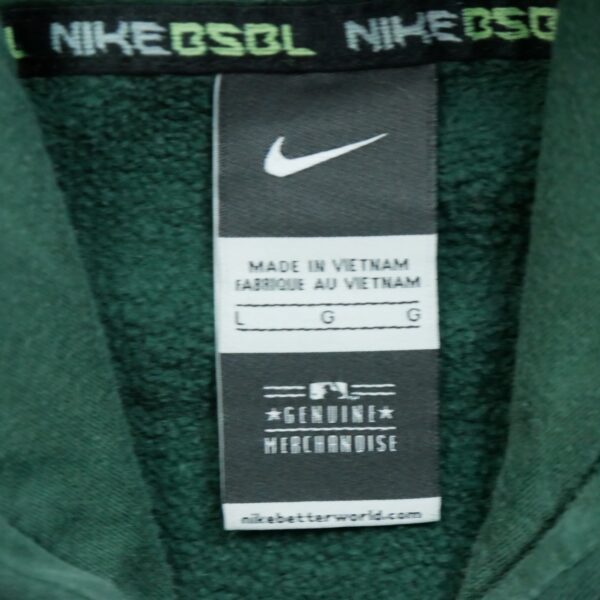 L NIKEBSBL NIKEBSBL
MADE IN VIETNAM
FABRIQUE AU VIETNAM
L G G
GENUINE
MERCHANDISE
nikebetterworld.com